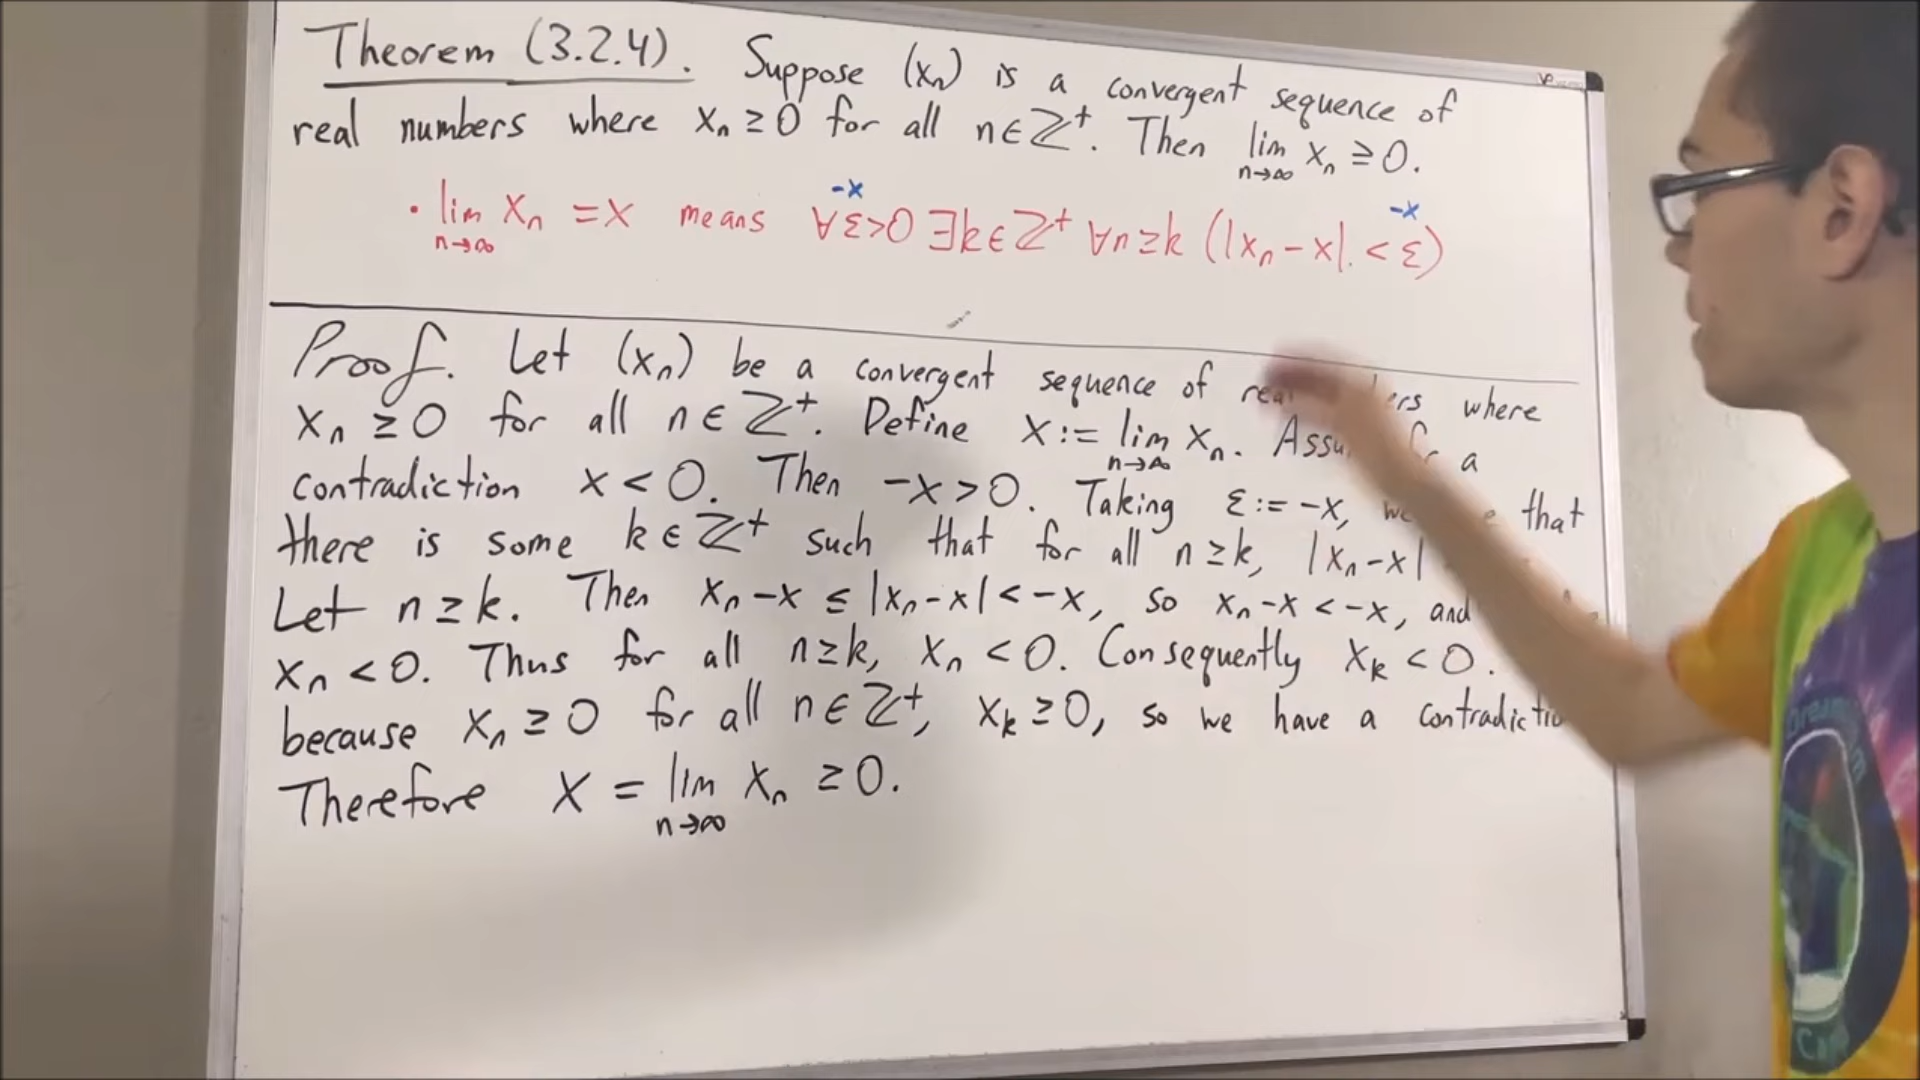 Theorem (3.2.4). Suppose (xₙ) is a convergent sequence of
real numbers where xₙ ≥ 0 for all n∈ℤ⁺. Then lim n→∞ xₙ ≥ 0.
-x -x
• lim n→∞ xₙ = x means ∀ε>0 ∃k∈ℤ⁺ ∀n≥k (|xₙ-x| < ε)
Proof. Let (xₙ) be a convergent sequence of where
xₙ ≥ 0 for all n∈ℤ⁺. Define x := lim n→∞ xₙ. a
contradiction x < 0. Then -x > 0. Taking ε := -x, that
there is some k∈ℤ⁺ such that for all n≥k, |xₙ-x|
Let n≥k. Then xₙ-x ≤ |xₙ-x| < -x, so xₙ-x < -x, and
xₙ < 0. Thus for all n≥k, xₙ < 0. Consequently xₖ < 0.
because xₙ ≥ 0 for all n∈ℤ⁺, xₖ ≥ 0, so we have a
Therefore x = lim n→∞ xₙ ≥ 0.